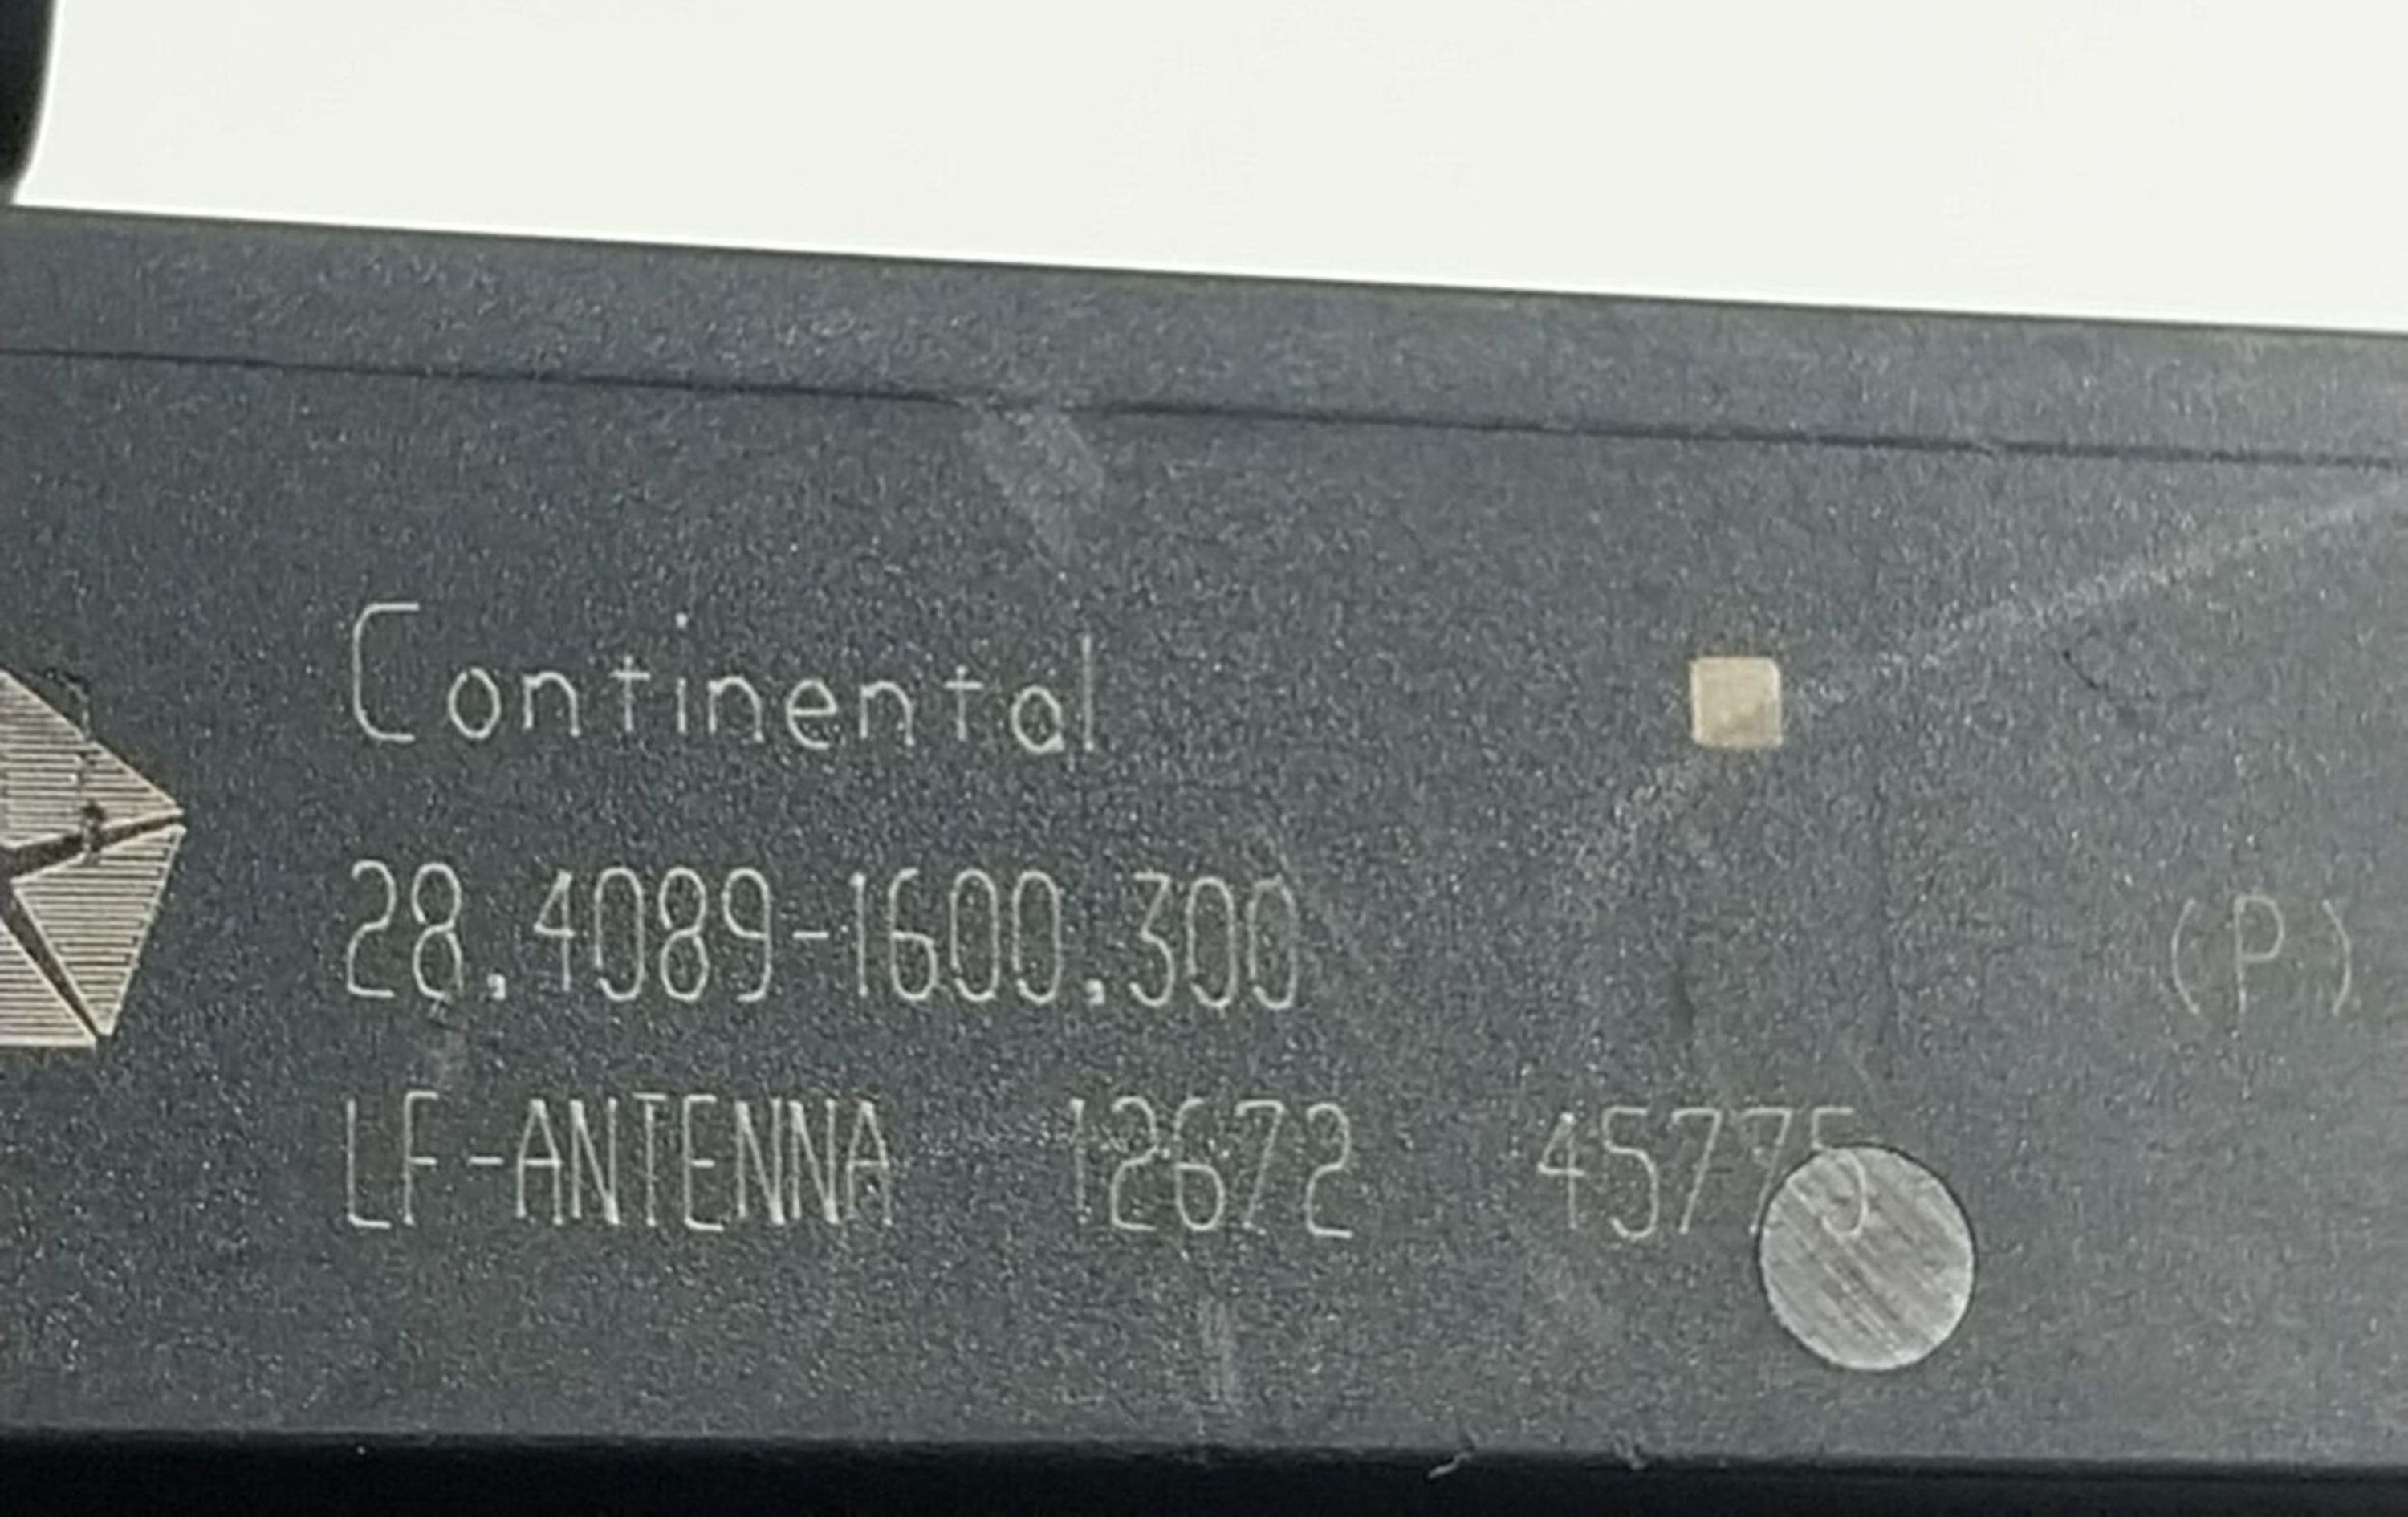 Continental
28.4089-1600.300 (P)
LF-ANTENNA 12672 45775